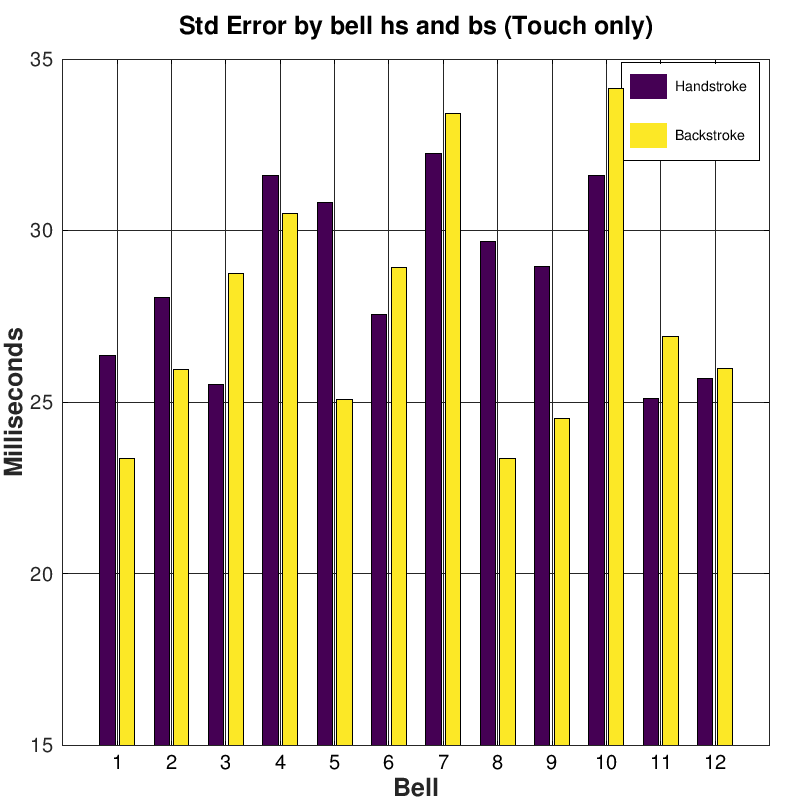 Std Error by bell hs and bs (Touch only)
35
30
25
20
15
Milliseconds
Handstroke
Backstroke
1 2 3 4 5 6 7 8 9 10 11 12
Bell